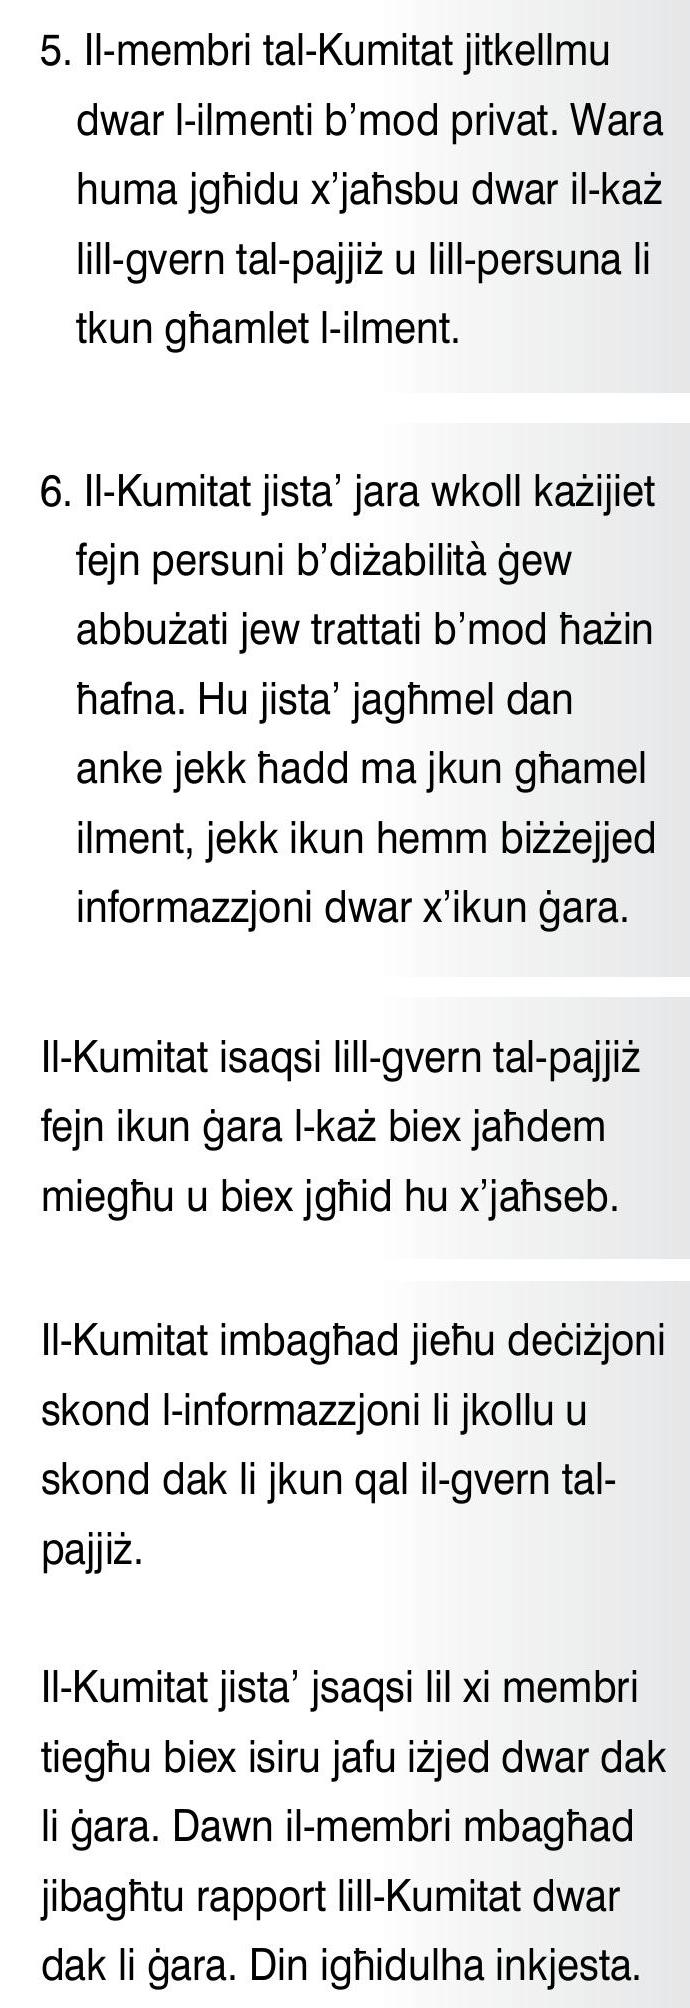 5. Il-membri tal-Kumitat jitkellmu
dwar l-ilmenti b’mod privat. Wara
huma jgħidu x’jaħsbu dwar il-każ
lill-gvern tal-pajjiż u lill-persuna li
tkun għamlet l-ilment.
6. Il-Kumitat jista’ jara wkoll każijiet
fejn persuni b’diżabilità ġew
abbużati jew trattati b’mod ħażin
ħafna. Hu jista’ jagħmel dan
anke jekk ħadd ma jkun għamel
ilment, jekk ikun hemm biżżejjed
informazzjoni dwar x’ikun ġara.
Il-Kumitat isaqsi lill-gvern tal-pajjiż
fejn ikun ġara l-każ biex jaħdem
miegħu u biex jgħid hu x’jaħseb.
Il-Kumitat imbagħad jieħu deċiżjoni
skond l-informazzjoni li jkollu u
skond dak li jkun qal il-gvern tal-
pajjiż.
Il-Kumitat jista’ jsaqsi lil xi membri
tiegħu biex isiru jafu iżjed dwar dak
li ġara. Dawn il-membri mbagħad
jibagħtu rapport lill-Kumitat dwar
dak li ġara. Din igħidulha inkjesta.